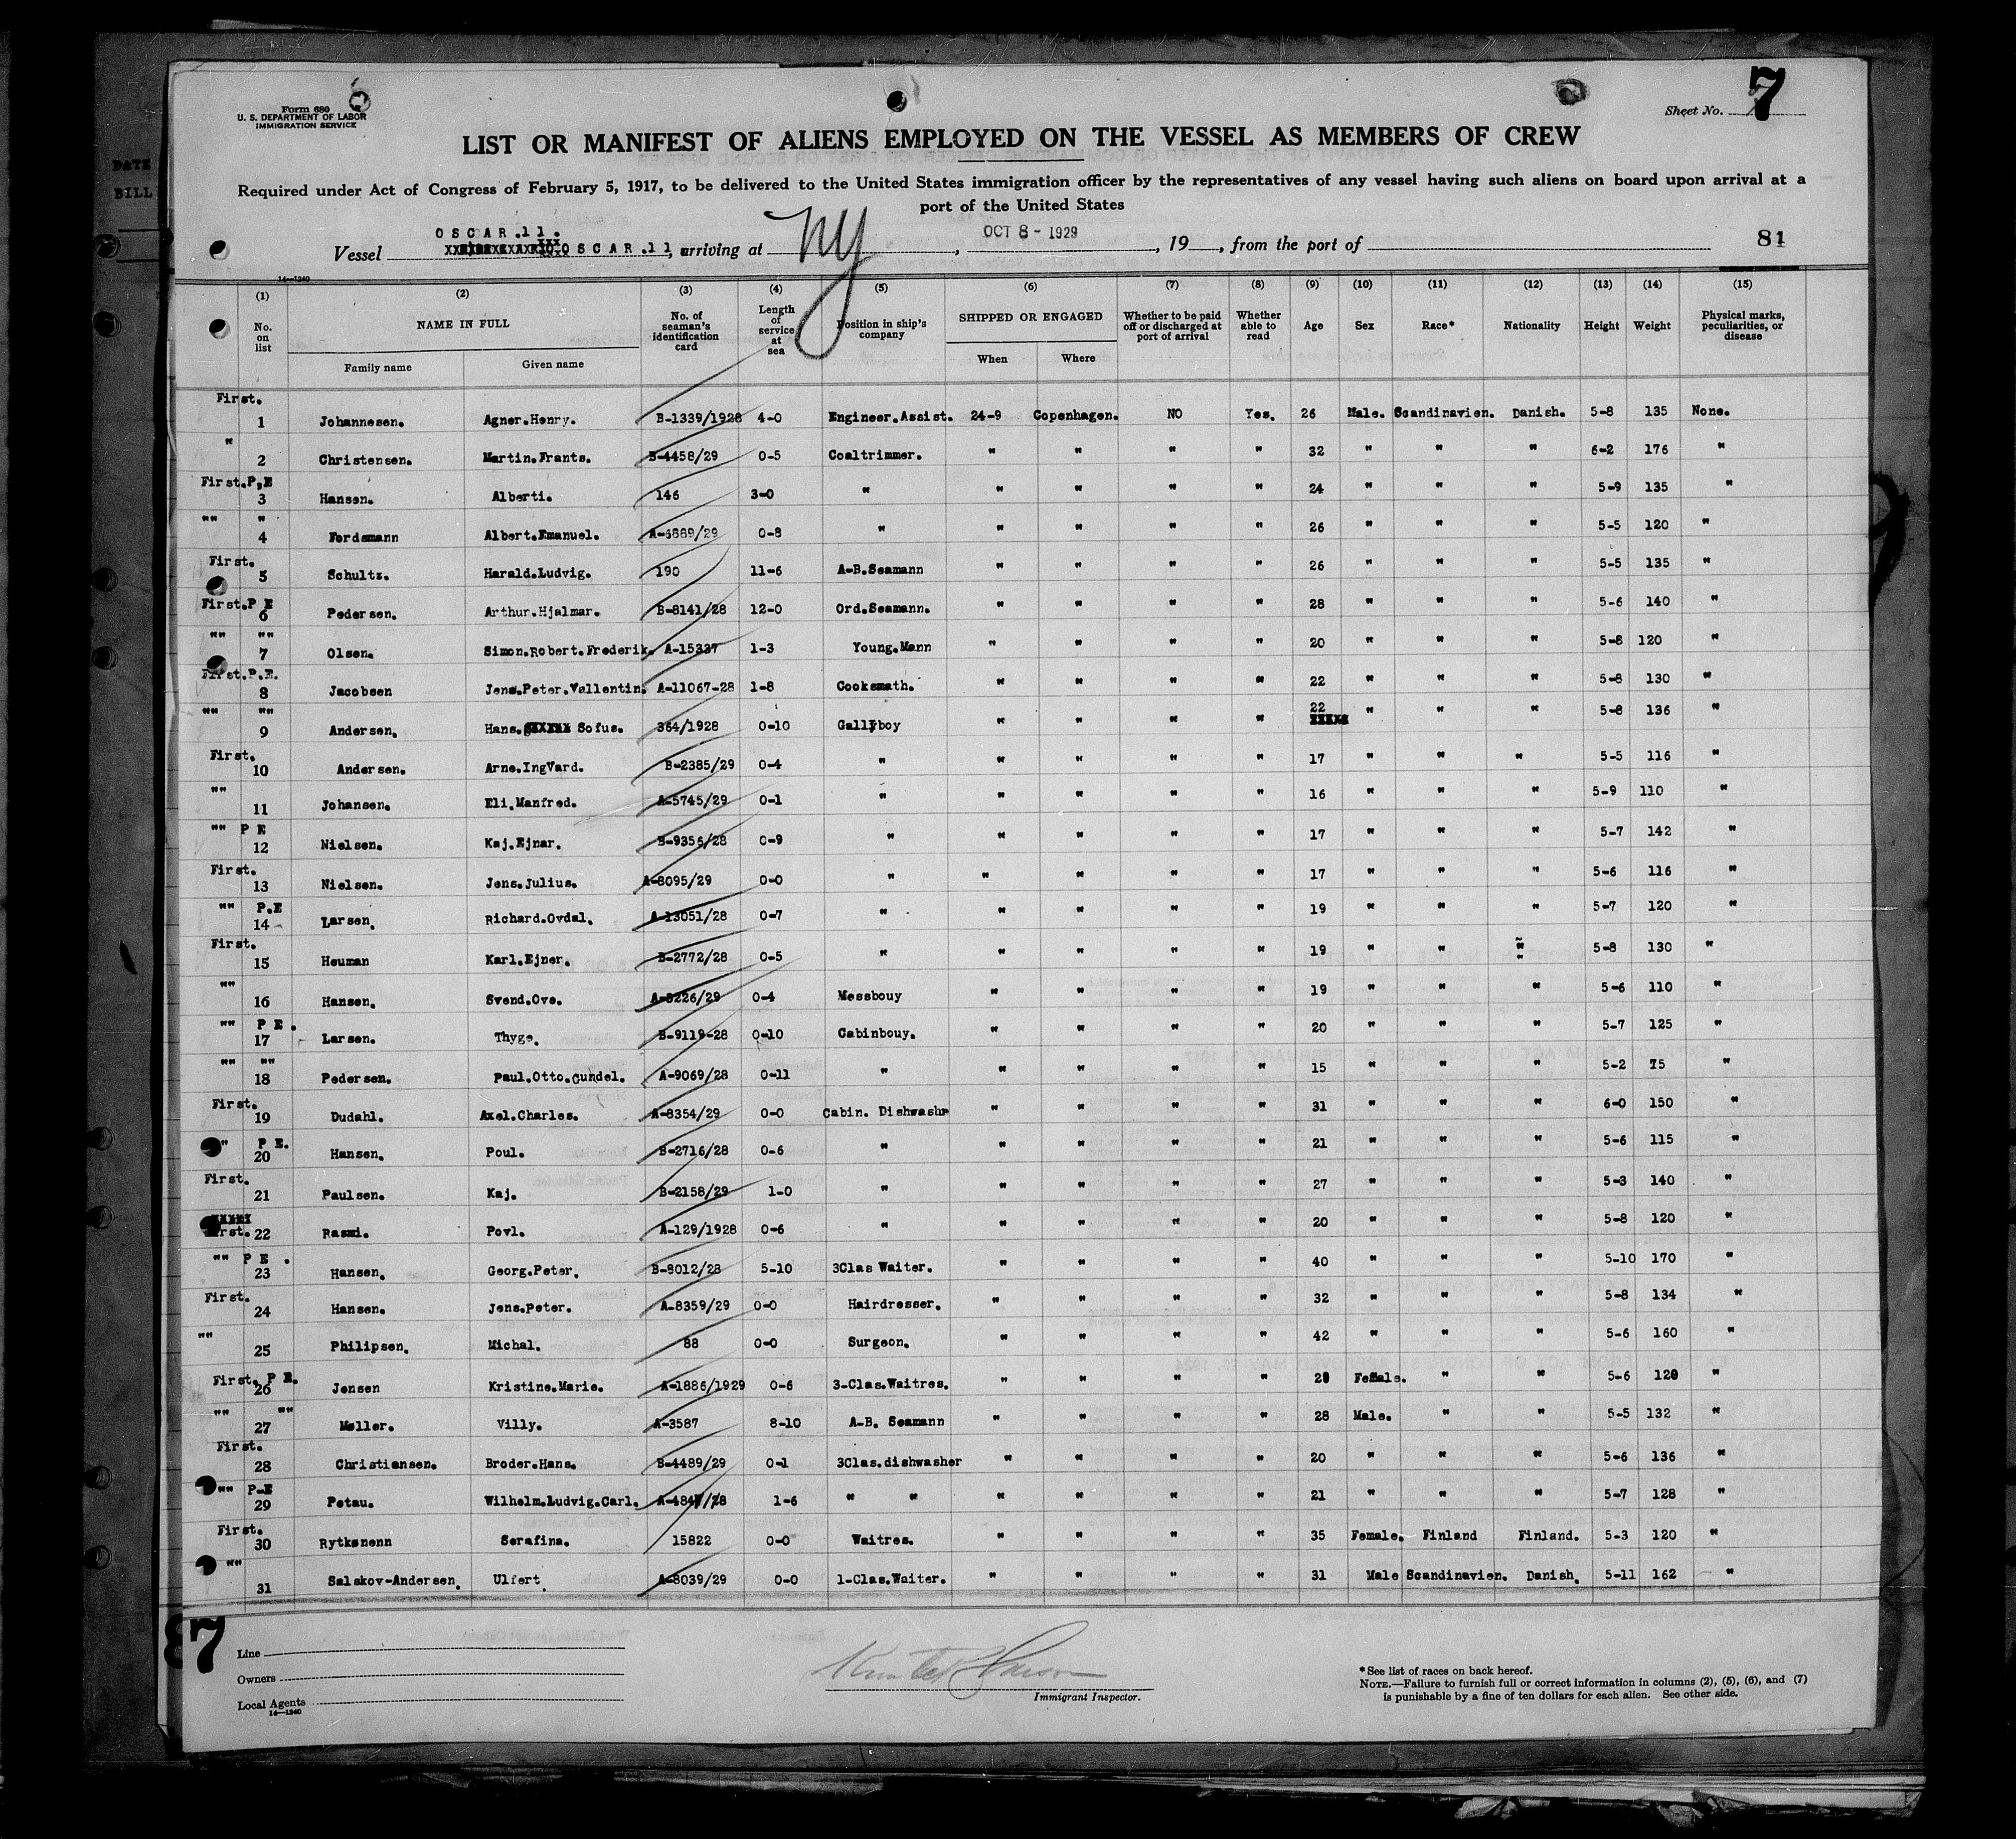 DATE
BILL
Form 680
U. S. DEPARTMENT OF LABOR
IMMIGRATION SERVICE
Sheet No. 7
LIST OR MANIFEST OF ALIENS EMPLOYED ON THE VESSEL AS MEMBERS OF CREW
Required under Act of Congress of February 5, 1917, to be delivered to the United States immigration officer by the representatives of any vessel having such aliens on board upon arrival at a
port of the United States
OSCAR.11.
Vessel OSCAR.11, arriving at NY, OCT 8 - 1929, 19__, from the port of 81
14—1240
(1) (2) (3) (4) (5) (6) (7) (8) (9) (10) (11) (12) (13) (14) (15)
No. on list NAME IN FULL Family name Given name No. of seaman's identification card Length of service at sea Position in ship's company SHIPPED OR ENGAGED When Where Whether to be paid off or discharged at port of arrival Whether able to read Age Sex Race* Nationality Height Weight Physical marks, peculiarities, or disease
First.
1 Johannesen. Agner.Henry. B-1339/1928 4-0 Engineer.Assist. 24-9 Copenhagen. NO Yes. 26 Male. Scandinavien. Danish. 5-8 135 None.
"
2 Christensen. Martin.Frants. B-4458/29 0-5 Coaltrimmer. " " " " 32 " " " 6-2 176 "
First.P,E
3 Hansen. Alberti. 146 3-0 " " " " " 24 " " " 5-9 135 "
"" "
4 Fordsmann Albert.Emanuel. A-6889/29 0-8 " " " " " 26 " " " 5-5 120 "
First.
5 Schultz. Harald.Ludvig. 190 11-6 A-B.Seamann " " " " 26 " " " 5-5 135 "
First.P E
6 Pedersen. Arthur.Hjalmar. B-8141/28 12-0 Ord.Seamann. " " " " 28 " " " 5-6 140 "
"" ""
7 Olsen. Simon.Robert.Frederik. A-15337 1-3 Young.Mann " " " " 20 " " " 5-8 120 "
First.P.E.
8 Jacobsen Jens.Peter.Vallentin. A-11067-28 1-8 Cooksmath. " " " " 22 " " " 5-8 130 "
"" ""
9 Andersen. Hans. Sofus. 364/1928 0-10 Gallyboy " " " " 22 " " " 5-8 136 "
First.
10 Andersen. Arne.IngVard. B-2385/29 0-4 " " " " " 17 " " " 5-5 116 "
""
11 Johansen. Eli.Manfred. A-5745/29 0-1 " " " " " 16 " " " 5-9 110 "
"" P E
12 Nielsen. Kaj.Ejnar. B-9356/28 0-9 " " " " " 17 " " " 5-7 142 "
First.
13 Nielsen. Jens.Julius. A-8095/29 0-0 " " " " " 17 " " " 5-6 116 "
"" P.E
14 Larsen. Richard.Ovdal. A-13051/28 0-7 " " " " " 19 " " " 5-7 120 "
First.
15 Heuman Karl.Ejner. B-2772/28 0-5 " " " " " 19 " " " 5-8 130 "
""
16 Hansen. Svend.Ove. A-8226/29 0-4 Messbouy " " " " 19 " " " 5-6 110 "
"" P E .
17 Larsen. Thyge. B-9119-28 0-10 Cabinbouy. " " " " 20 " " " 5-7 125 "
"" ""
18 Pedersen. Paul.Otto.Gundel. A-9069/28 0-11 " " " " " 15 " " " 5-2 75 "
First.
19 Dudahl. Axel.Charles. A-8354/29 0-0 Cabin. Dishwashr " " " " 31 " " " 6-0 150 "
" P E.
20 Hansen. Poul. B-2716/28 0-6 " " " " " 21 " " " 5-6 115 "
First.
21 Paulsen. Kaj. B-2158/29 1-0 " " " " " 27 " " " 5-3 140 "
First. 22 Rasmi. Povl. A-129/1928 0-6 " " " " " 20 " " " 5-8 120 "
"" P E .
23 Hansen. Georg.Peter. B-8012/28 5-10 3Clas Waiter. " " " " 40 " " " 5-10 170 "
First.
24 Hansen. Jens.Peter. A-8359/29 0-0 Hairdresser. " " " " 32 " " " 5-8 134 "
""
25 Philipsen. Michal. 88 0-0 Surgeon. " " " " 42 " " " 5-6 160 "
First. P E.
26 Jensen Kristine.Marie. A-1886/1929 0-6 3-Clas.Waitres. " " " " Female. " " 5-6 120 "
"" ""
27 Møller. Villy. A-3587 8-10 A-B. Seamann " " " " 28 Male. " " 5-5 132 "
First.
28 Christiansen. Broder.Hans. B-4489/29 0-1 3Clas.dishwasher " " " " 20 " " " 5-6 136 "
"" P-E
29 Petau. Wilhelm.Ludvig.Carl. 1-6 " " " " " " 21 " " " 5-7 128 "
First.
30 Rytkønenn Serafina. 15822 0-0 Waitres. " " " " 35 Female. Finland Finland. 5-3 120 "
""
31 Salskov-Andersen. Ulfert. A-8039/29 0-0 1-Clas.Waiter. " " " " 31 Male Scandinavien. Danish. 5-11 162 "
7
Line
Owners
Local Agents
14—1240
Immigrant Inspector.
*See list of races on back hereof.
NOTE.—Failure to furnish full or correct information in columns (2), (5), (6), and (7)
is punishable by a fine of ten dollars for each alien. See other side.